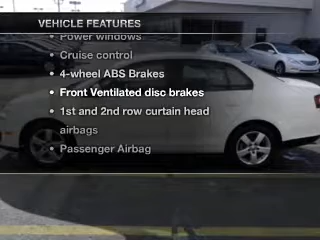 VEHICLE FEATURES
• Power windows
• Cruise control
• 4-wheel ABS Brakes
• Front Ventilated disc brakes
• 1st and 2nd row curtain head
airbags
• Passenger Airbag